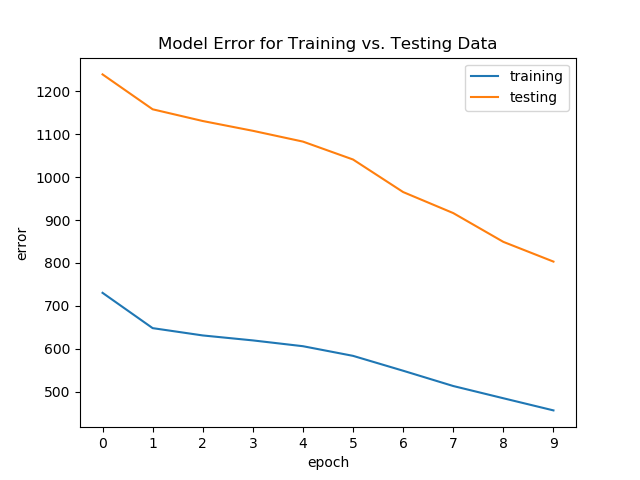 Model Error for Training vs. Testing Data
training
testing
1200
1100
1000
900
800
700
600
500
error
0 1 2 3 4 5 6 7 8 9
epoch